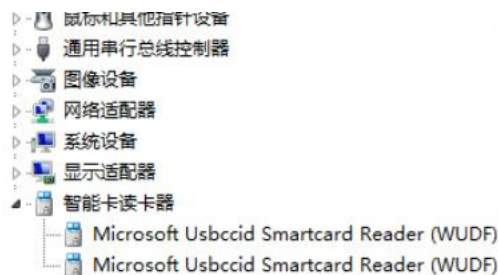 鼠标和其他指针设备
通用串行总线控制器
图像设备
网络适配器
系统设备
显示适配器
智能卡读卡器
Microsoft Usbccid Smartcard Reader (WUDF)
Microsoft Usbccid Smartcard Reader (WUDF)